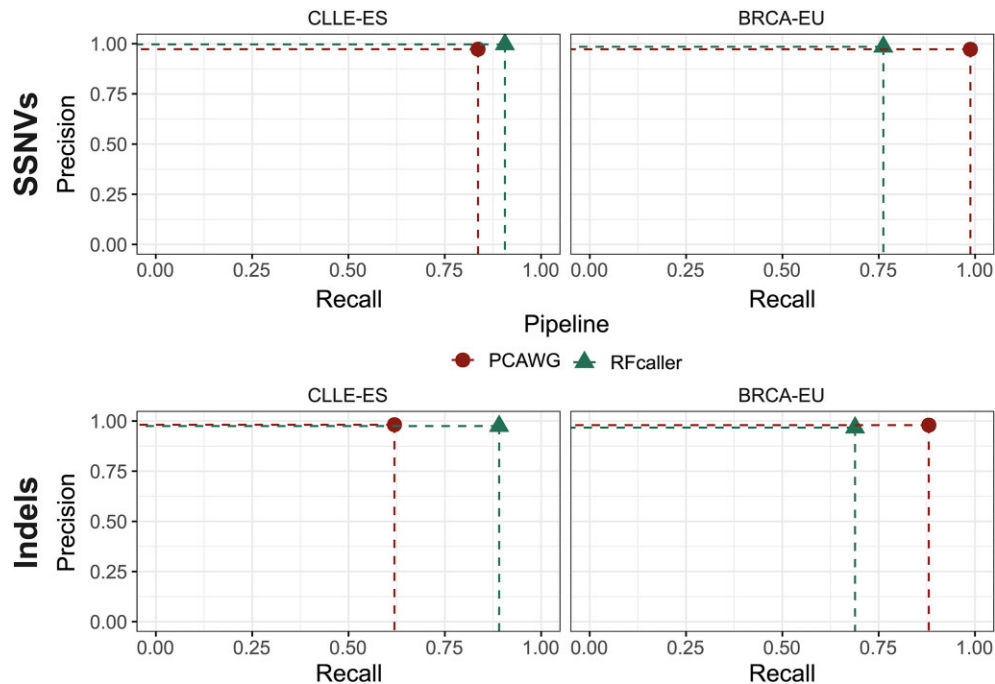 CLLE-ES BRCA-EU
SSNVs
Precision
1.00
0.75
0.50
0.25
0.00
0.00 0.25 0.50 0.75 1.00 0.00 0.25 0.50 0.75 1.00
Recall Recall
Pipeline
PCAWG RFcaller
CLLE-ES BRCA-EU
Indels
Precision
1.00
0.75
0.50
0.25
0.00
0.00 0.25 0.50 0.75 1.00 0.00 0.25 0.50 0.75 1.00
Recall Recall